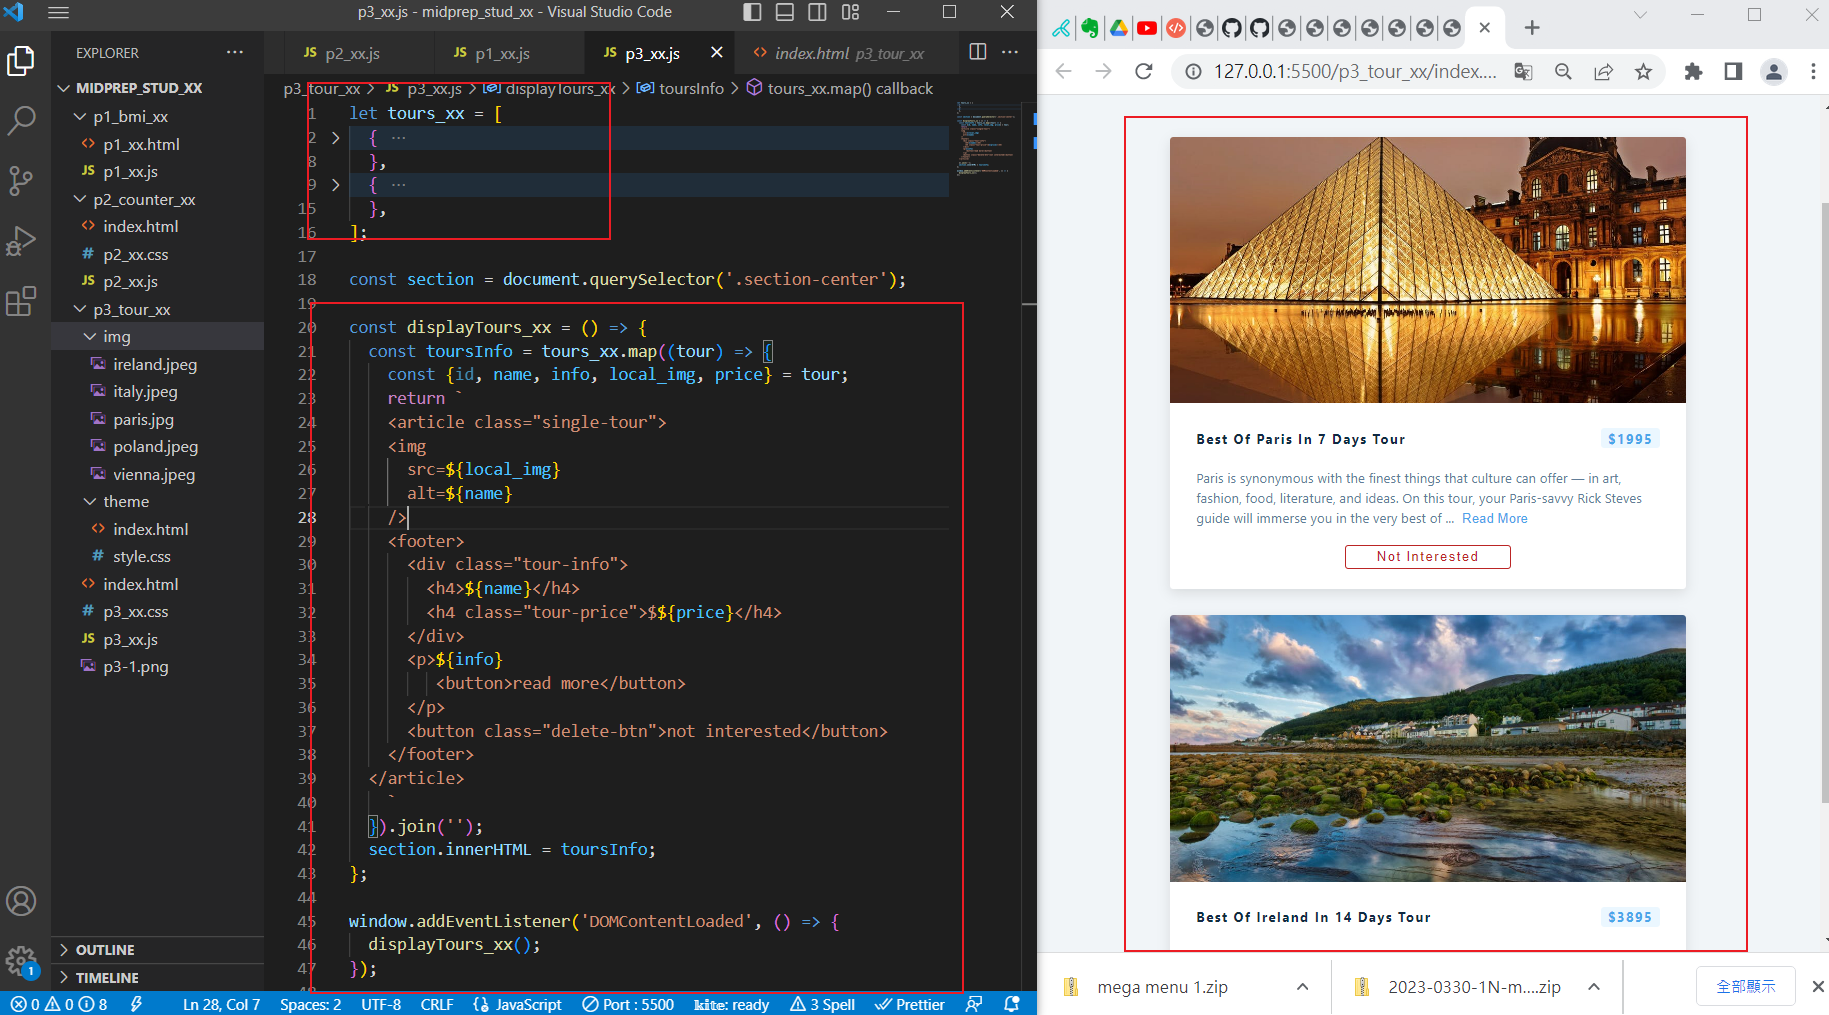 p3_xx.js - midprep_stud_xx - Visual Studio Code
EXPLORER
MIDPREP_STUD_XX
p1_bmi_xx
p1_xx.html
JS p1_xx.js
p2_counter_xx
index.html
# p2_xx.css
JS p2_xx.js
p3_tour_xx
img
ireland.jpeg
italy.jpeg
paris.jpg
poland.jpeg
vienna.jpeg
theme
index.html
# style.css
index.html
# p3_xx.css
JS p3_xx.js
p3-1.png
OUTLINE
TIMELINE
JS p2_xx.js
JS p1_xx.js
JS p3_xx.js
index.html p3_tour_xx
p3_tour_xx > JS p3_xx.js > displayTours_xx > toursInfo > tours_xx.map() callback
1 let tours_xx = [
2 { ...
8 },
9 { ...
15 },
16 ];
17
18 const section = document.querySelector('.section-center');
19
20 const displayTours_xx = () => {
21 const toursInfo = tours_xx.map((tour) => {
22 const {id, name, info, local_img, price} = tour;
23 return `
24 <article class="single-tour">
25 <img
26 src=${local_img}
27 alt=${name}
28 />
29 <footer>
30 <div class="tour-info">
31 <h4>${name}</h4>
32 <h4 class="tour-price">$${price}</h4>
33 </div>
34 <p>${info}
35 <button>read more</button>
36 </p>
37 <button class="delete-btn">not interested</button>
38 </footer>
39 </article>
40 `
41 }).join('');
42 section.innerHTML = toursInfo;
43 };
44
45 window.addEventListener('DOMContentLoaded', () => {
46 displayTours_xx();
47 });
1
0 0 8
Ln 28, Col 7 Spaces: 2 UTF-8 CRLF {} JavaScript Port : 5500 kite: ready 3 Spell Prettier
127.0.0.1:5500/p3_tour_xx/index....
Best Of Paris In 7 Days Tour
$1995
Paris is synonymous with the finest things that culture can offer — in art,
fashion, food, literature, and ideas. On this tour, your Paris-savvy Rick Steves
guide will immerse you in the very best of ... Read More
Not Interested
Best Of Ireland In 14 Days Tour
$3895
mega menu 1.zip
2023-0330-1N-m....zip
全部顯示